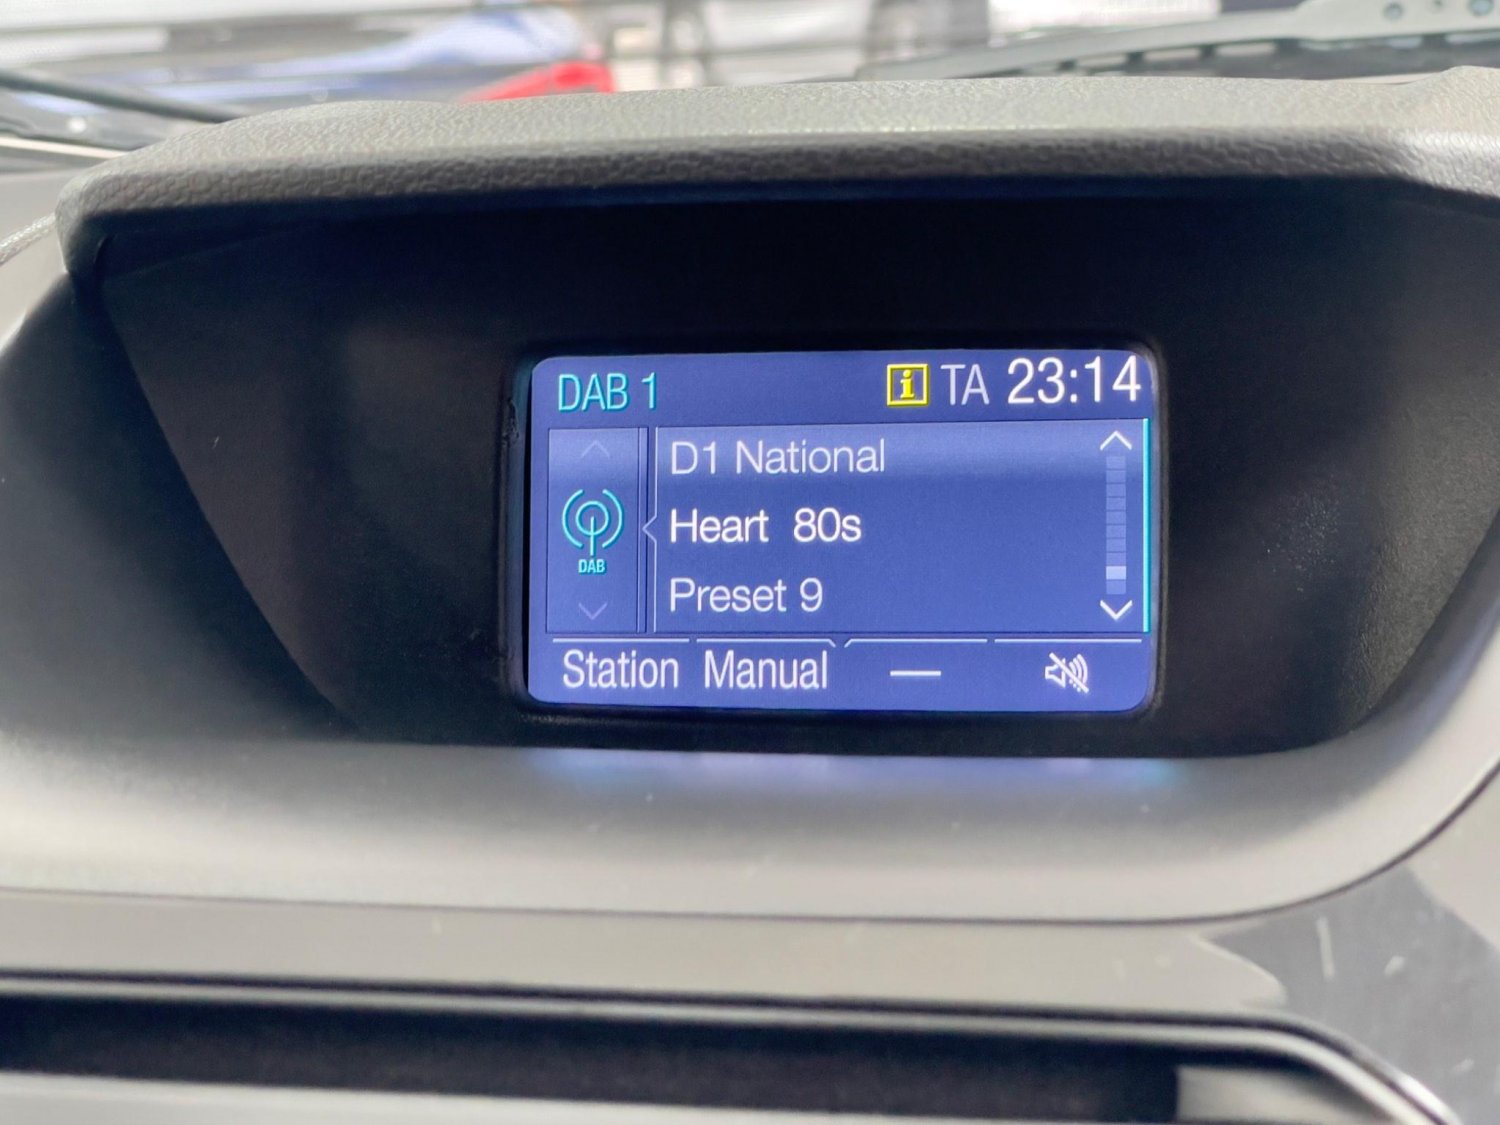 DAB 1 i TA 23:14
D1 National
Heart 80s
DAB
Preset 9
Station Manual —